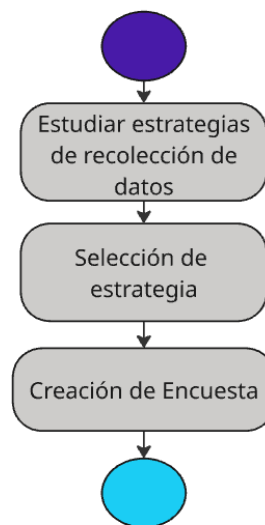 Estudiar estrategias
de recolección de
datos
Selección de
estrategia
Creación de Encuesta